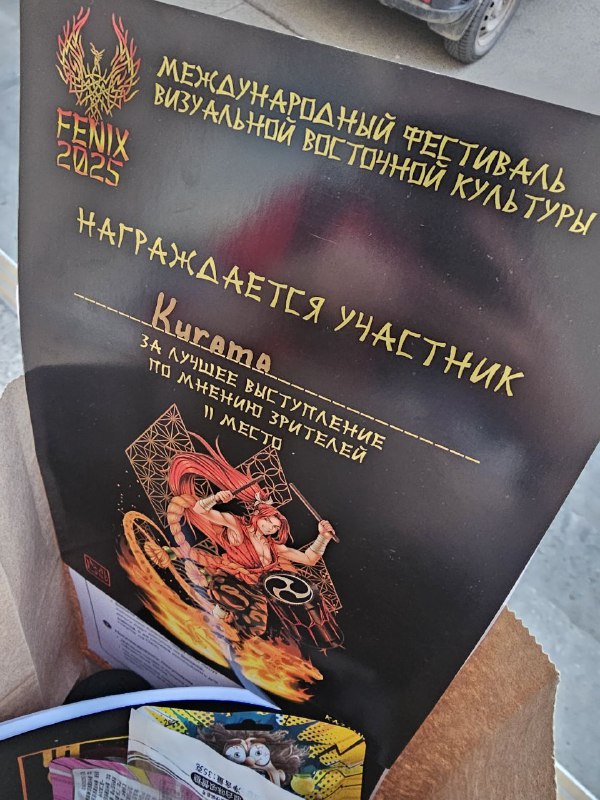 FENIX
2025
МЕЖДУНАРОДНЫЙ ФЕСТИВАЛЬ
ВИЗУАЛЬНОЙ ВОСТОЧНОЙ КУЛЬТУРЫ
НАГРАЖДАЕТСЯ УЧАСТНИК
Kurama
ЗА ЛУЧШЕЕ ВЫСТУПЛЕНИЕ
ПО МНЕНИЮ ЗРИТЕЛЕЙ
II МЕСТО